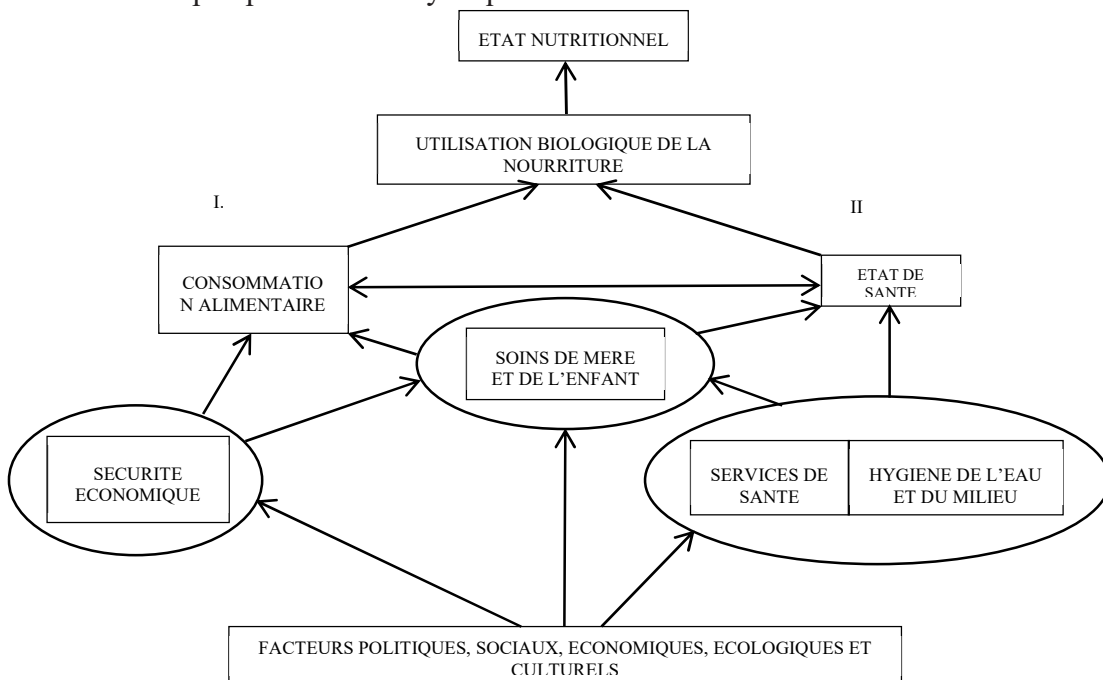 ETAT NUTRITIONNEL
UTILISATION BIOLOGIQUE DE LA
NOURRITURE
I.
II
CONSOMMATIO
N ALIMENTAIRE
ETAT DE
SANTE
SOINS DE MERE
ET DE L'ENFANT
SECURITE
ECONOMIQUE
SERVICES DE
SANTE
HYGIENE DE L'EAU
ET DU MILIEU
FACTEURS POLITIQUES, SOCIAUX, ECONOMIQUES, ECOLOGIQUES ET
CULTURELS